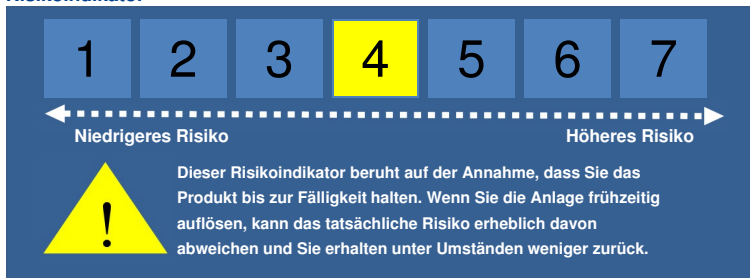 Risikoindikator
1 2 3 4 5 6 7
Niedrigeres Risiko Höheres Risiko
Dieser Risikoindikator beruht auf der Annahme, dass Sie das
Produkt bis zur Fälligkeit halten. Wenn Sie die Anlage frühzeitig
auflösen, kann das tatsächliche Risiko erheblich davon
abweichen und Sie erhalten unter Umständen weniger zurück.
!